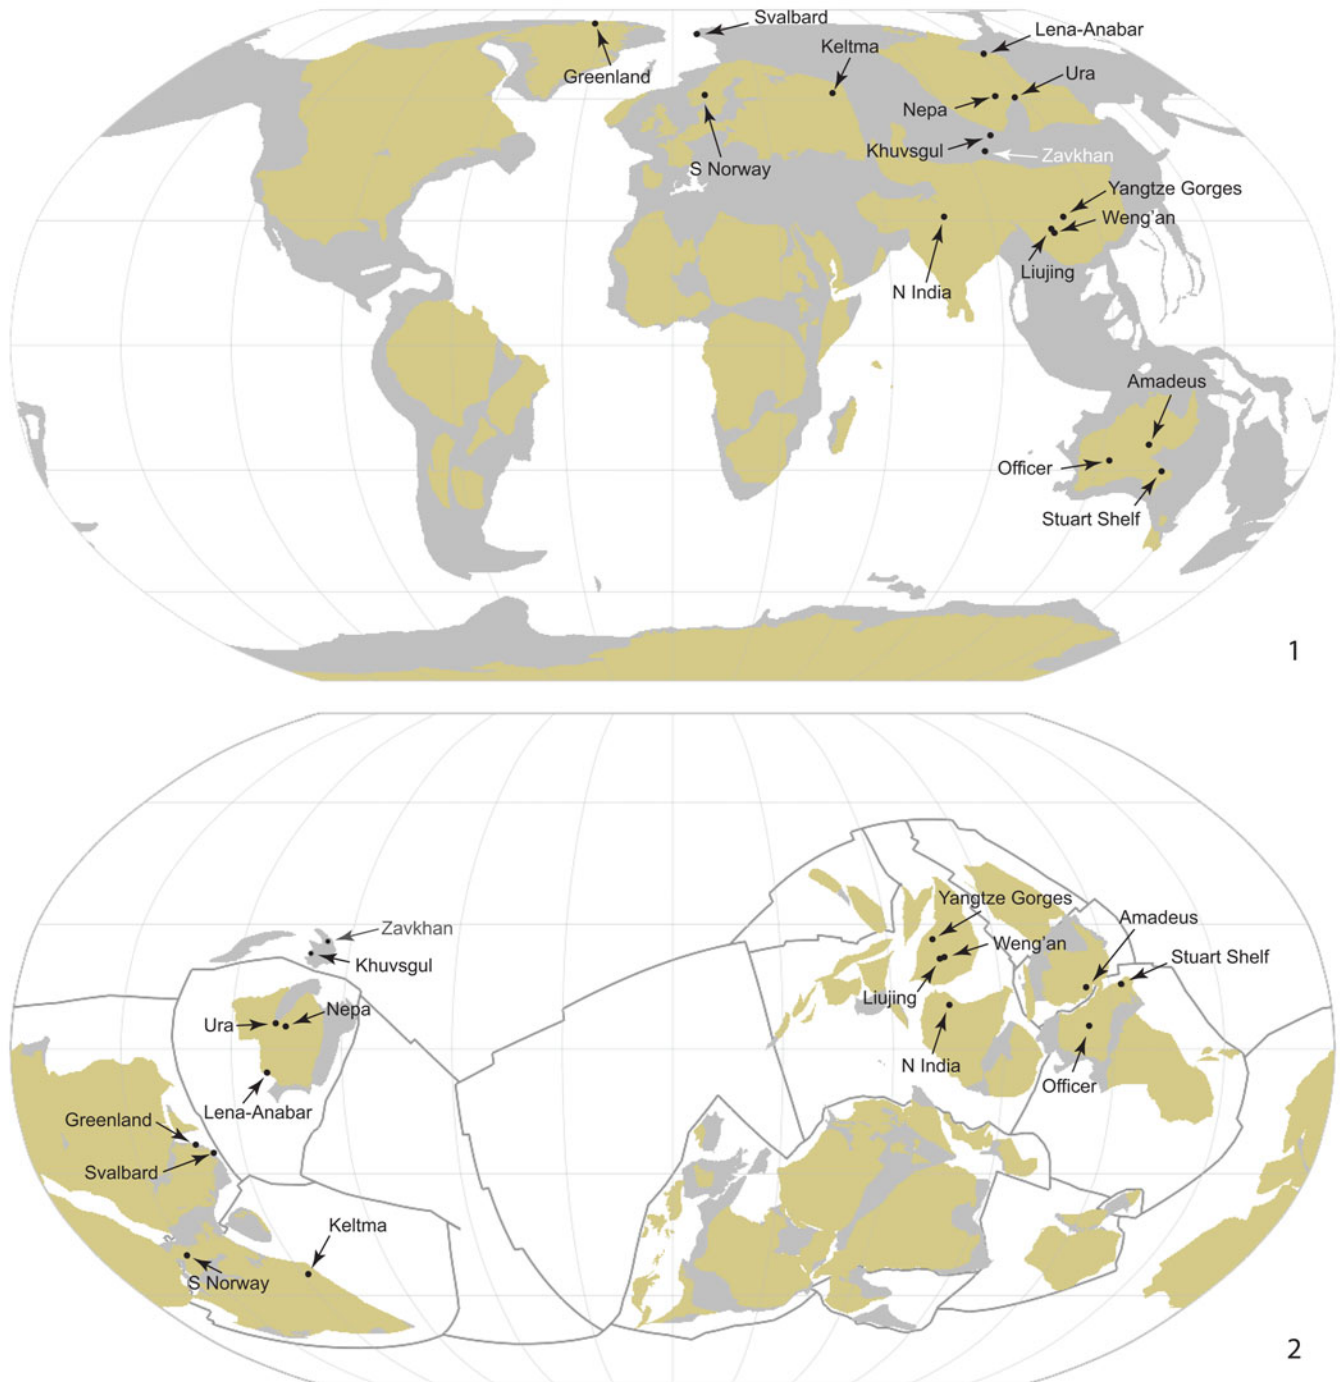 Svalbard
Lena-Anabar
Keltma
Greenland
Ura
Nepa
Khuvsgul
Zavkhan
S Norway
Yangtze Gorges
Weng'an
Liujing
N India
Amadeus
Officer
Stuart Shelf
1
Yangtze Gorges
Amadeus
Zavkhan
Weng'an
Stuart Shelf
Khuvsgul
Liujing
Nepa
Ura
N India
Officer
Lena-Anabar
Greenland
Svalbard
Keltma
S Norway
2